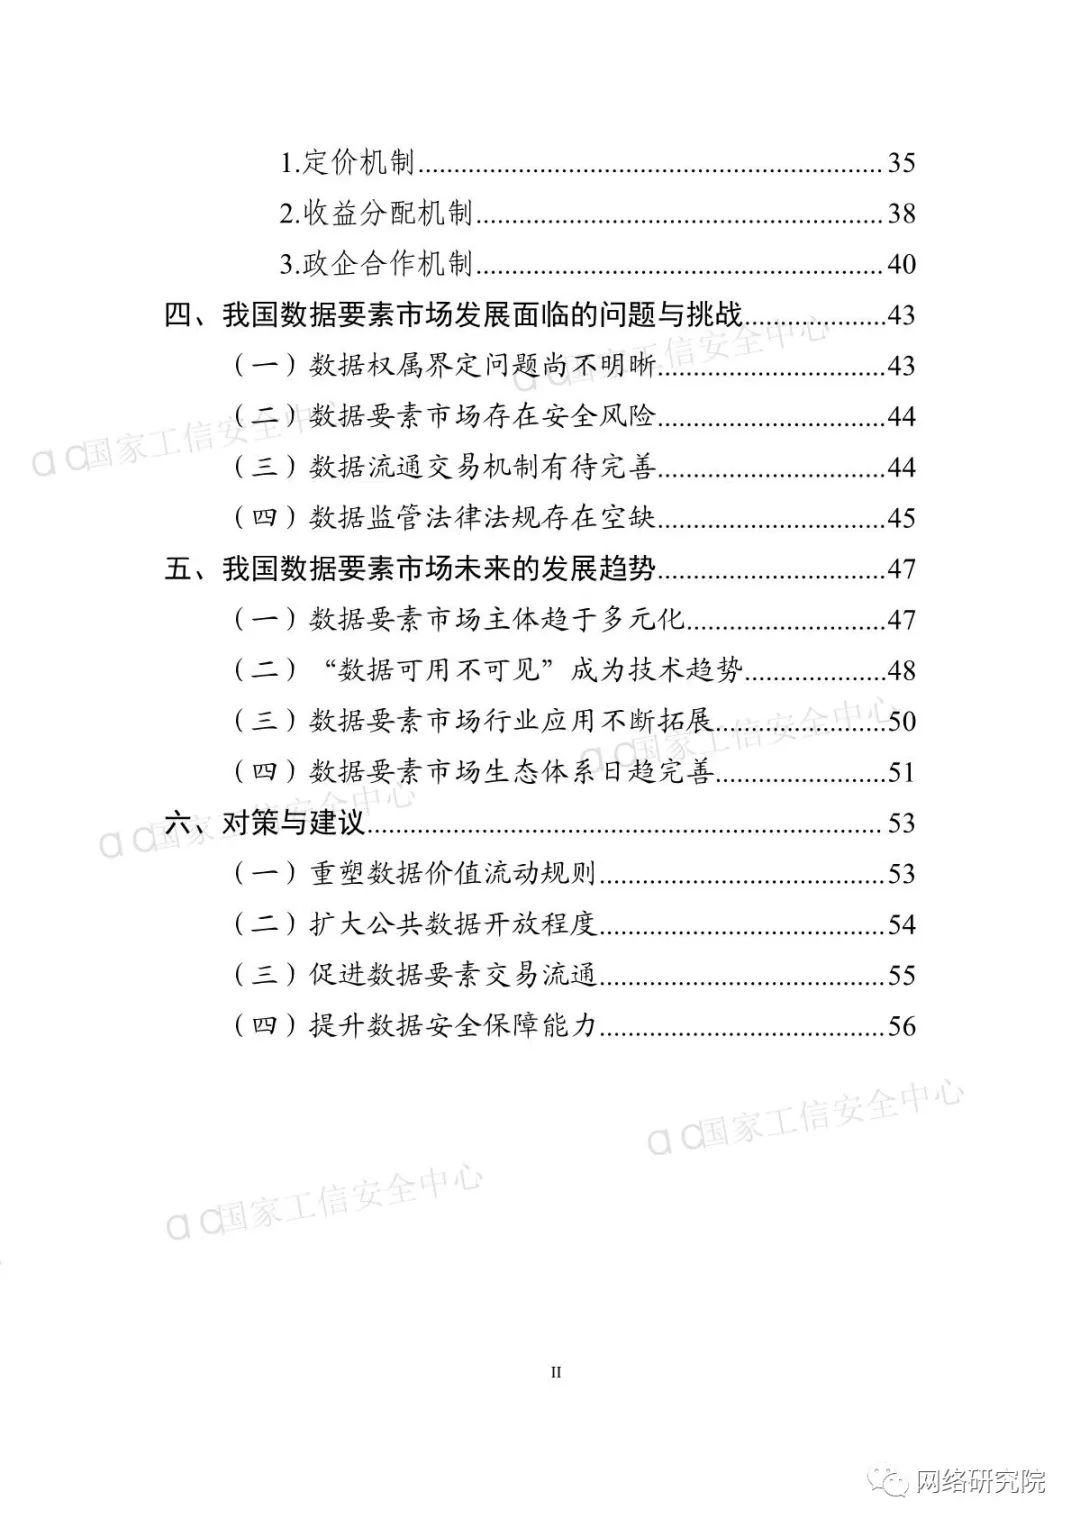 1.定价机制........................................................35
2.收益分配机制..................................................38
3.政企合作机制..................................................40
四、我国数据要素市场发展面临的问题与挑战...................43
（一）数据权属界定问题尚不明晰.............................43
（二）数据要素市场存在安全风险.............................44
（三）数据流通交易机制有待完善.............................44
（四）数据监管法律法规存在空缺.............................45
五、我国数据要素市场未来的发展趋势.............................47
（一）数据要素市场主体趋于多元化..........................47
（二）“数据可用不可见”成为技术趋势...................48
（三）数据要素市场行业应用不断拓展......................50
（四）数据要素市场生态体系日趋完善......................51
六、对策与建议.......................................................... 53
（一）重塑数据价值流动规则...................................53
（二）扩大公共数据开放程度...................................54
（三）促进数据要素交易流通...................................55
（四）提升数据安全保障能力...................................56
国家工信安全中心
国家工信安全中心
国家工信安全中心
国家工信安全中心
国家工信安全中心
国家工信安全中心
II
网络研究院